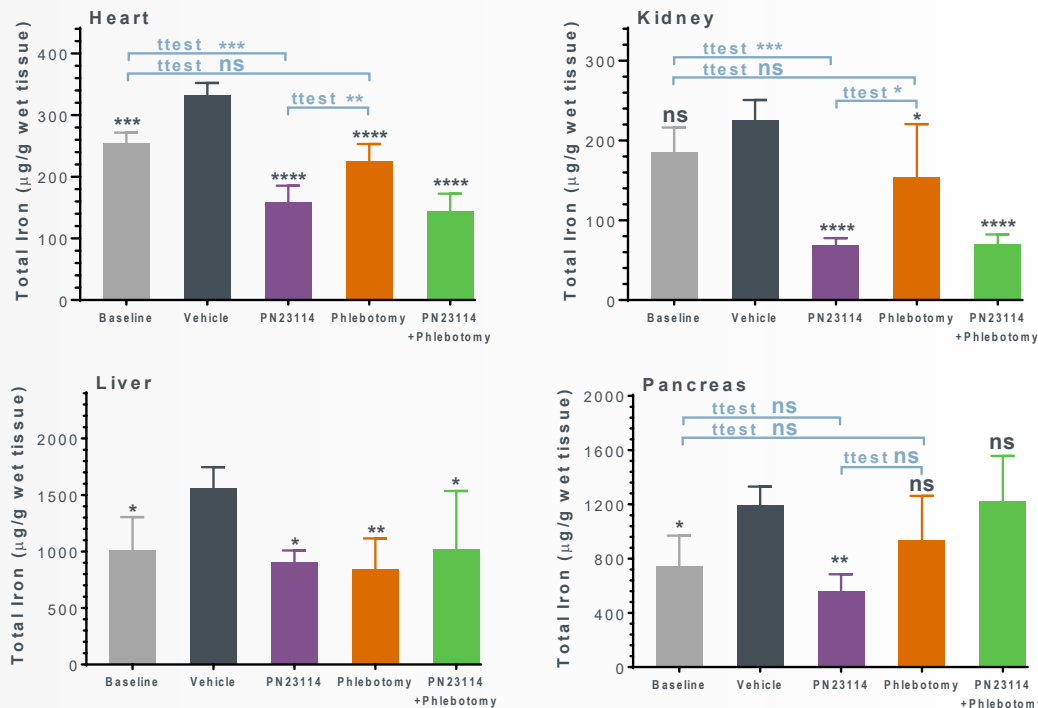 Heart
Total Iron (µg/g wet tissue)
400
300
200
100
0
ttest ***
ttest ns
ttest **
***
****
****
****
Baseline
Vehicle
PN23114
Phlebotomy
PN23114
+Phlebotomy
Kidney
Total Iron (µg/g wet tissue)
300
200
100
0
ttest ***
ttest ns
ttest *
ns
****
*
****
Baseline
Vehicle
PN23114
Phlebotomy
PN23114
+Phlebotomy
Liver
Total Iron (µg/g wet tissue)
2000
1500
1000
500
0
*
*
**
*
Baseline
Vehicle
PN23114
Phlebotomy
PN23114
+Phlebotomy
Pancreas
Total Iron (µg/g wet tissue)
2000
1600
1200
800
400
0
ttest ns
ttest ns
ttest ns
*
**
ns
ns
Baseline
Vehicle
PN23114
Phlebotomy
PN23114
+Phlebotomy